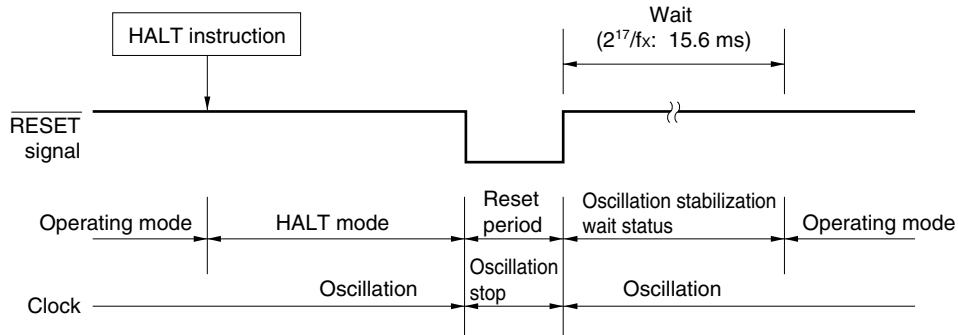 Wait
(2¹⁷/fx: 15.6 ms)
HALT instruction
RESET
signal
Operating mode
HALT mode
Reset
period
Oscillation stabilization
wait status
Operating mode
Clock
Oscillation
Oscillation
stop
Oscillation